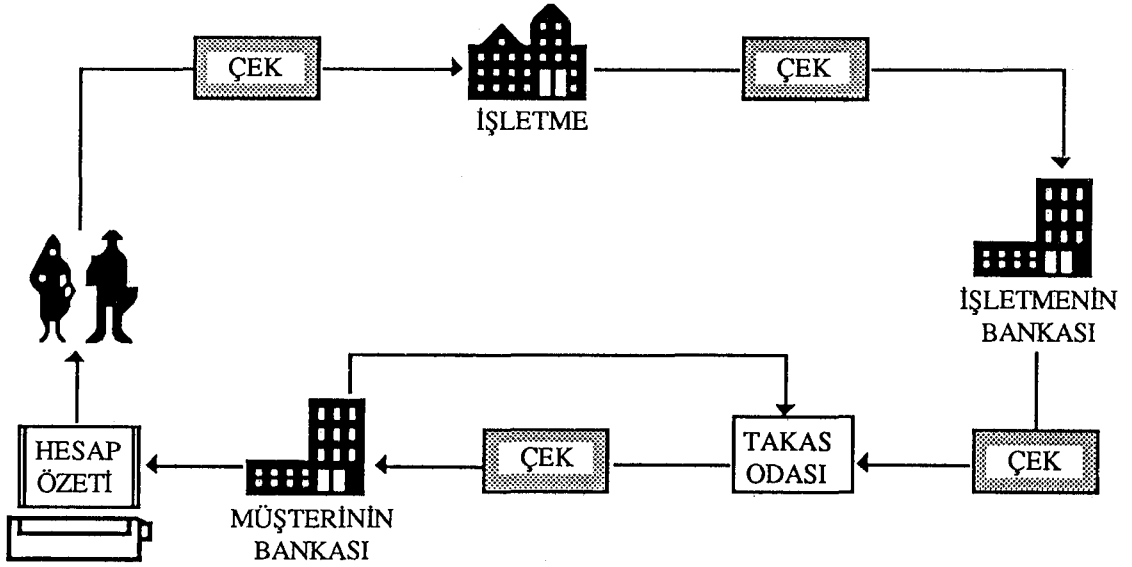 ÇEK
ÇEK
İŞLETME
İŞLETMENİN
BANKASI
HESAP
ÖZETİ
MÜŞTERİNİN
BANKASI
ÇEK
TAKAS
ODASI
ÇEK